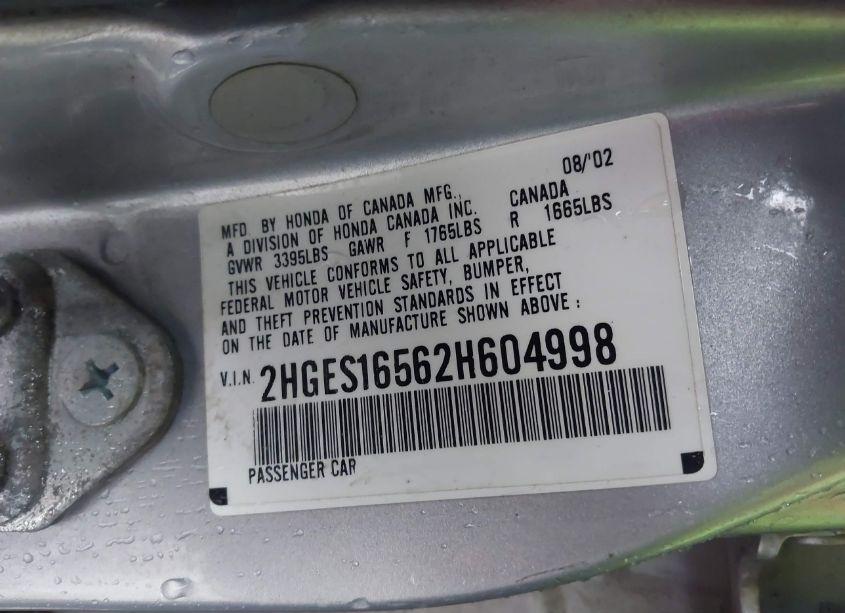 08/'02
MFD. BY HONDA OF CANADA MFG.,
A DIVISION OF HONDA CANADA INC. CANADA
GVWR 3395LBS GAWR F 1765LBS R 1665LBS
THIS VEHICLE CONFORMS TO ALL APPLICABLE
FEDERAL MOTOR VEHICLE SAFETY, BUMPER,
AND THEFT PREVENTION STANDARDS IN EFFECT
ON THE DATE OF MANUFACTURE SHOWN ABOVE :
V.I.N. 2HGES16562H604998
PASSENGER CAR